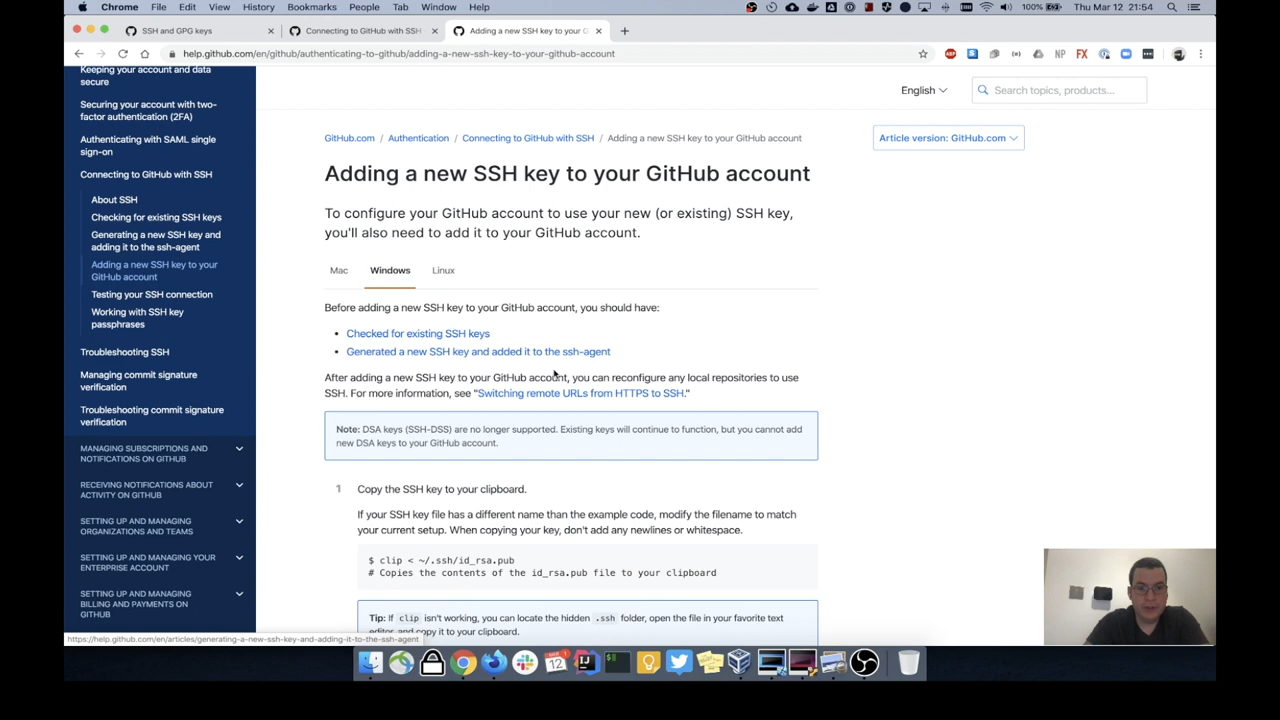 Chrome File Edit View History Bookmarks People Tab Window Help
100% Thu Mar 12 21:54
SSH and GPG keys
Connecting to GitHub with SSH
Adding a new SSH key to your G
help.github.com/en/github/authenticating-to-github/adding-a-new-ssh-key-to-your-github-account
ABP
NP
FX
Keeping your account and data
secure
Securing your account with two-
factor authentication (2FA)
Authenticating with SAML single
sign-on
Connecting to GitHub with SSH
About SSH
Checking for existing SSH keys
Generating a new SSH key and
adding it to the ssh-agent
Adding a new SSH key to your
GitHub account
Testing your SSH connection
Working with SSH key
passphrases
Troubleshooting SSH
Managing commit signature
verification
Troubleshooting commit signature
verification
MANAGING SUBSCRIPTIONS AND
NOTIFICATIONS ON GITHUB
RECEIVING NOTIFICATIONS ABOUT
ACTIVITY ON GITHUB
SETTING UP AND MANAGING
ORGANIZATIONS AND TEAMS
SETTING UP AND MANAGING YOUR
ENTERPRISE ACCOUNT
SETTING UP AND MANAGING
BILLING AND PAYMENTS ON
GITHUB
English
Search topics, products...
GitHub.com / Authentication / Connecting to GitHub with SSH / Adding a new SSH key to your GitHub account
Article version: GitHub.com
Adding a new SSH key to your GitHub account
To configure your GitHub account to use your new (or existing) SSH key,
you'll also need to add it to your GitHub account.
Mac Windows Linux
Before adding a new SSH key to your GitHub account, you should have:
• Checked for existing SSH keys
• Generated a new SSH key and added it to the ssh-agent
After adding a new SSH key to your GitHub account, you can reconfigure any local repositories to use
SSH. For more information, see "Switching remote URLs from HTTPS to SSH."
Note: DSA keys (SSH-DSS) are no longer supported. Existing keys will continue to function, but you cannot add
new DSA keys to your GitHub account.
1 Copy the SSH key to your clipboard.
If your SSH key file has a different name than the example code, modify the filename to match
your current setup. When copying your key, don't add any newlines or whitespace.
$ clip < ~/.ssh/id_rsa.pub
# Copies the contents of the id_rsa.pub file to your clipboard
Tip: If clip isn't working, you can locate the hidden .ssh folder, open the file in your favorite text
editor, and copy it to your clipboard.
https://help.github.com/en/articles/generating-a-new-ssh-key-and-adding-it-to-the-ssh-agent
12